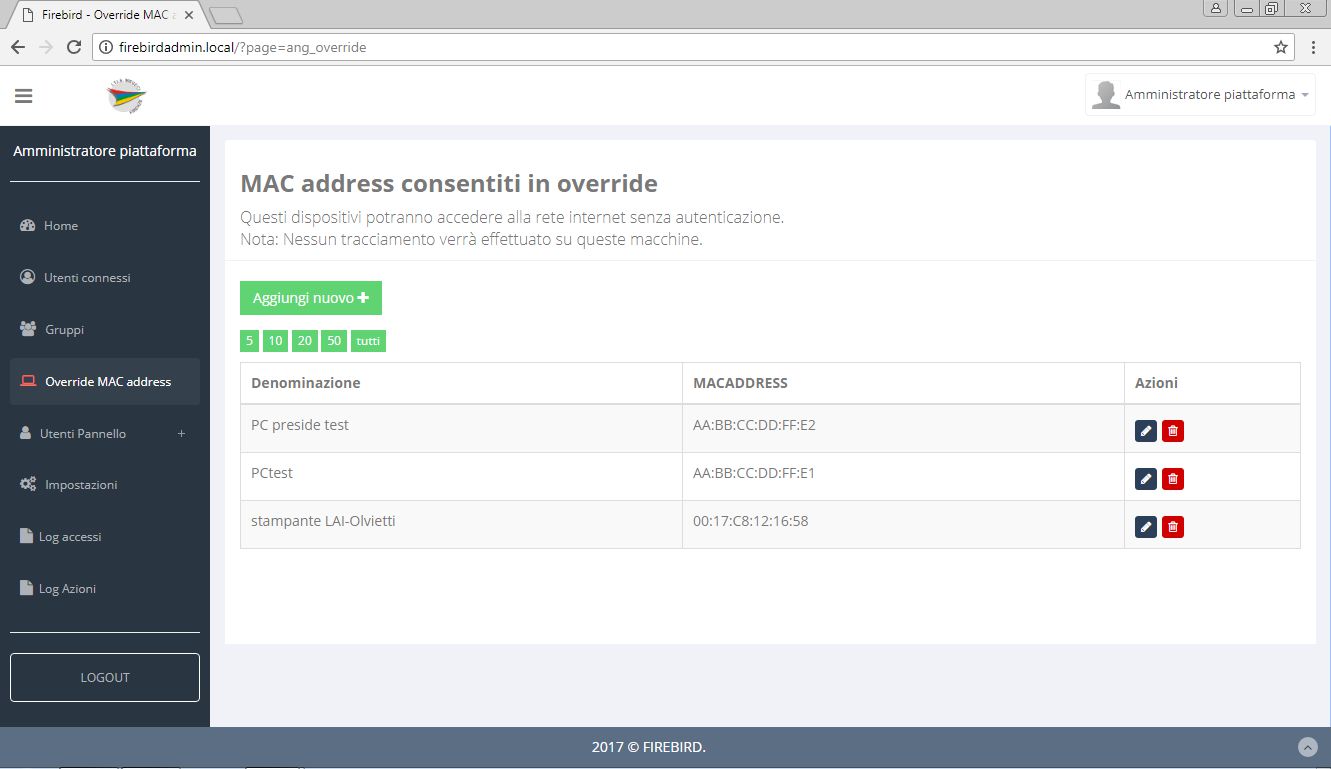 Firebird - Override MAC a
firebirdadmin.local/?page=ang_override
Amministratore piattaforma
Amministratore piattaforma
Home
Utenti connessi
Gruppi
Override MAC address
Utenti Pannello +
Impostazioni
Log accessi
Log Azioni
LOGOUT
MAC address consentiti in override
Questi dispositivi potranno accedere alla rete internet senza autenticazione.
Nota: Nessun tracciamento verrà effettuato su queste macchine.
Aggiungi nuovo +
5 10 20 50 tutti
Denominazione MACADDRESS Azioni
PC preside test AA:BB:CC:DD:FF:E2
PCtest AA:BB:CC:DD:FF:E1
stampante LAI-Olvietti 00:17:C8:12:16:58
2017 © FIREBIRD.